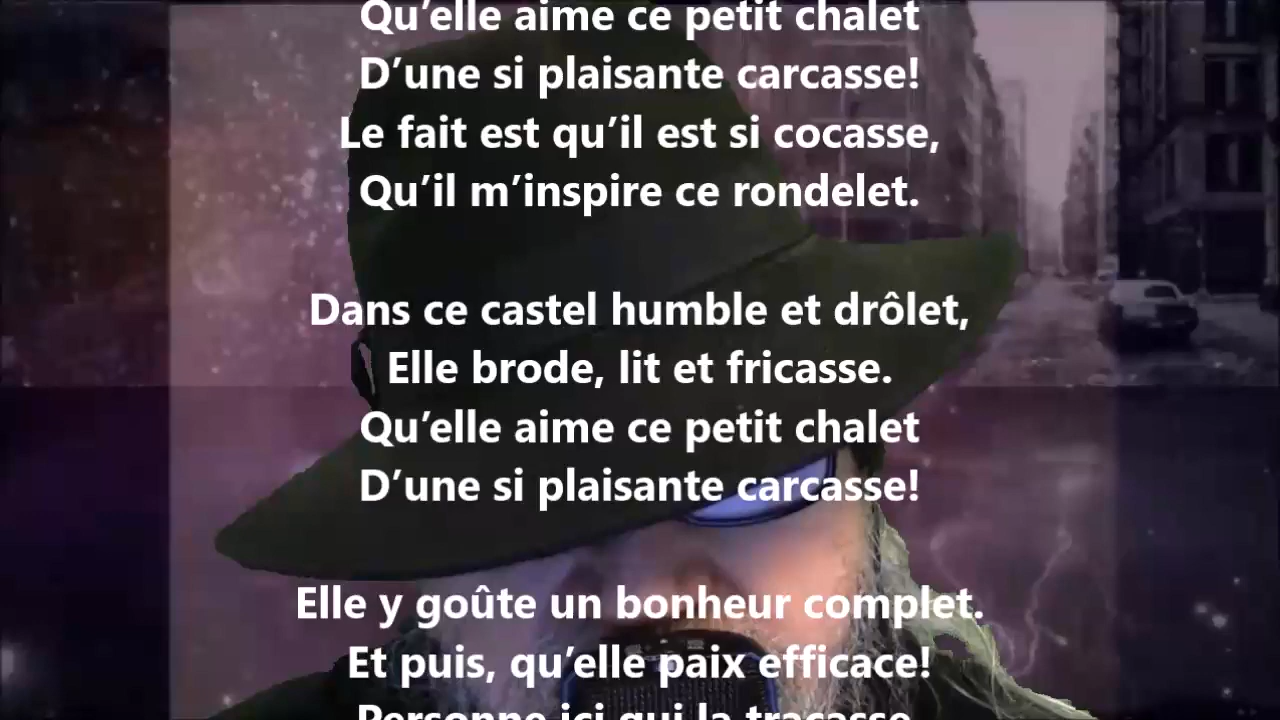 Qu’elle aime ce petit chalet
D’une si plaisante carcasse!
Le fait est qu’il est si cocasse,
Qu’il m’inspire ce rondelet.
Dans ce castel humble et drôlet,
Elle brode, lit et fricasse.
Qu’elle aime ce petit chalet
D’une si plaisante carcasse!
Elle y goûte un bonheur complet.
Et puis, qu’elle paix efficace!
Personne ici qui la tracasse